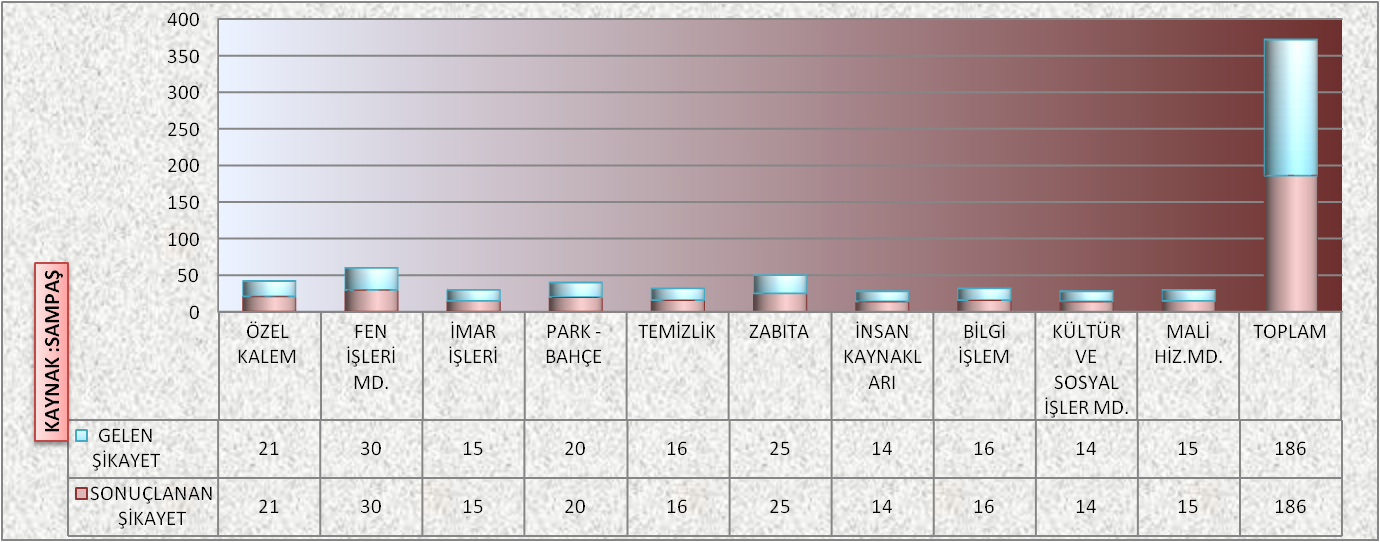 400
350
300
250
200
150
100
50
0
KAYNAK :SAMPAŞ
ÖZEL KALEM
FEN İŞLERİ MD.
İMAR İŞLERİ
PARK - BAHÇE
TEMİZLİK
ZABITA
İNSAN KAYNAKLARI
BİLGİ İŞLEM
KÜLTÜR VE SOSYAL İŞLER MD.
MALİ HİZ.MD.
TOPLAM
GELEN ŞİKAYET 21 30 15 20 16 25 14 16 14 15 186
SONUÇLANAN ŞİKAYET 21 30 15 20 16 25 14 16 14 15 186